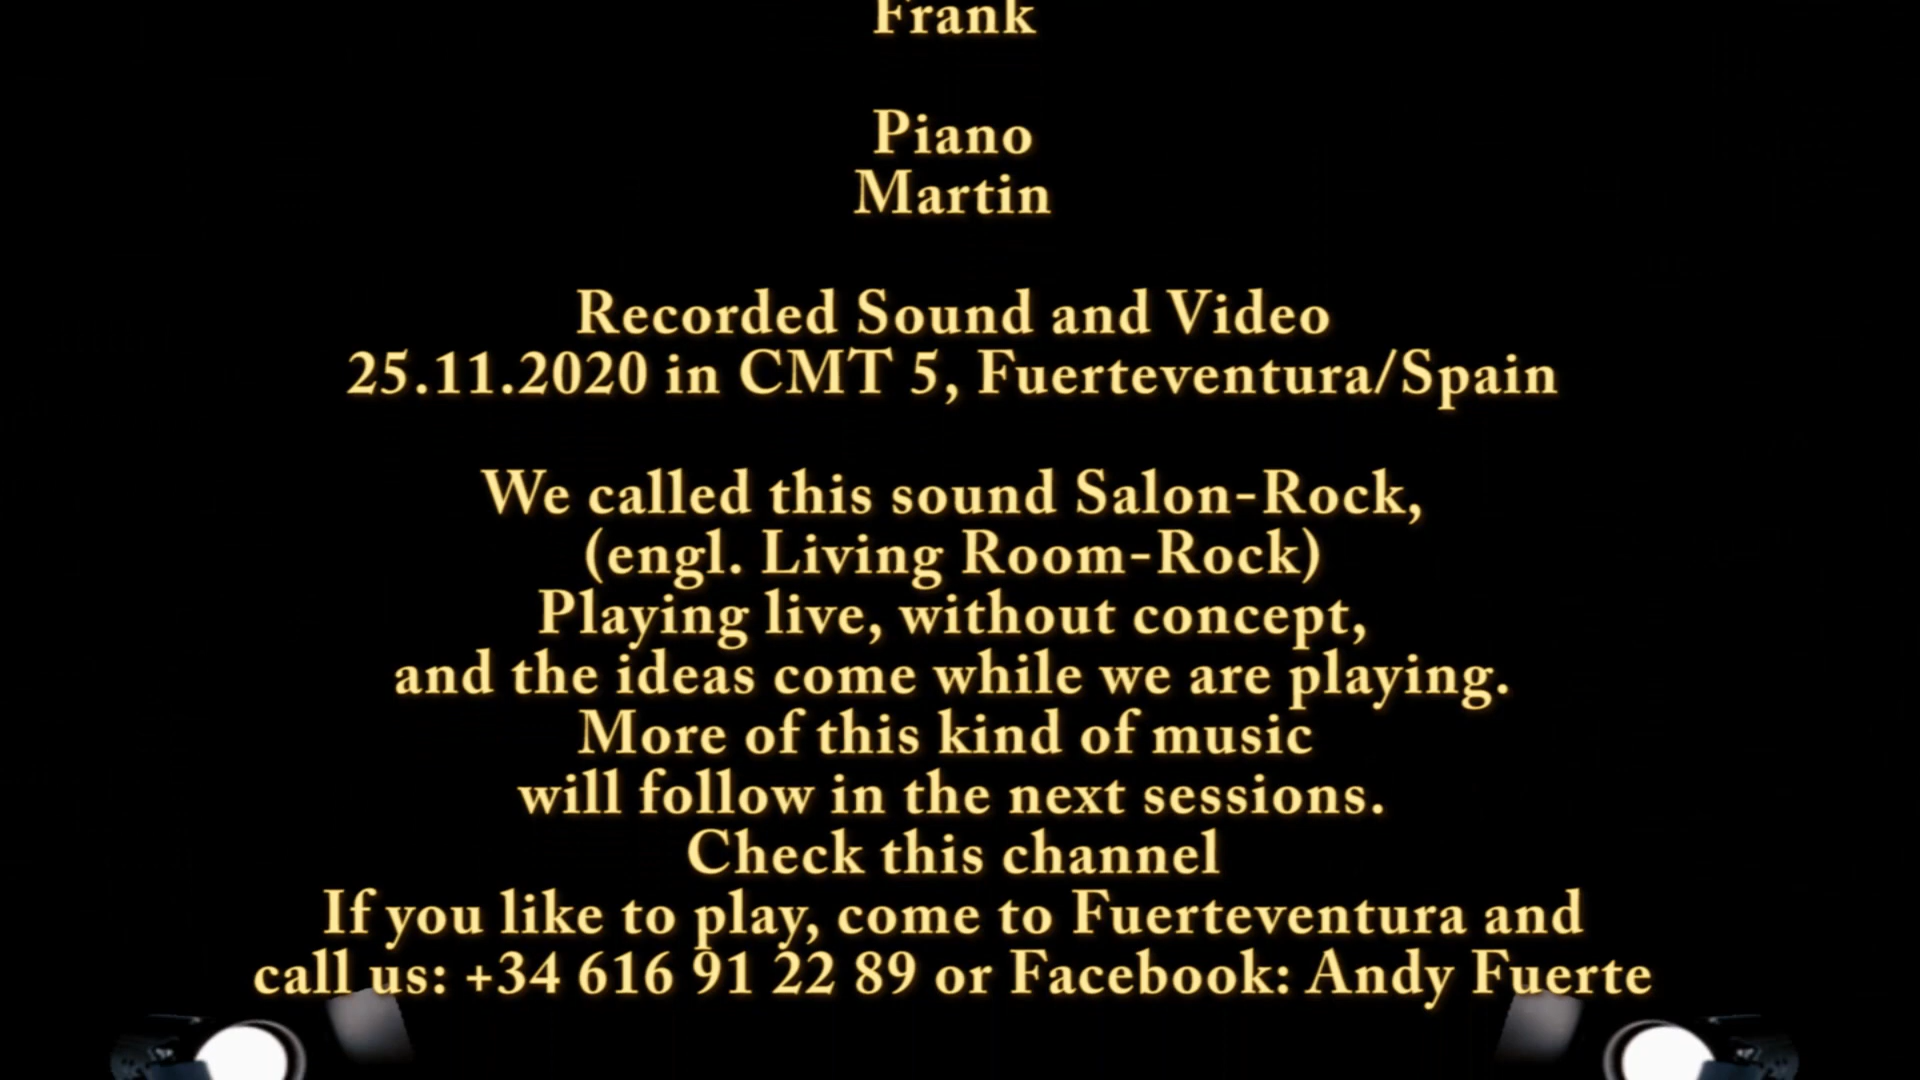 Frank
Piano
Martin
Recorded Sound and Video
25.11.2020 in CMT 5, Fuerteventura/Spain
We called this sound Salon-Rock,
(engl. Living Room-Rock)
Playing live, without concept,
and the ideas come while we are playing.
More of this kind of music
will follow in the next sessions.
Check this channel
If you like to play, come to Fuerteventura and
call us: +34 616 91 22 89 or Facebook: Andy Fuerte